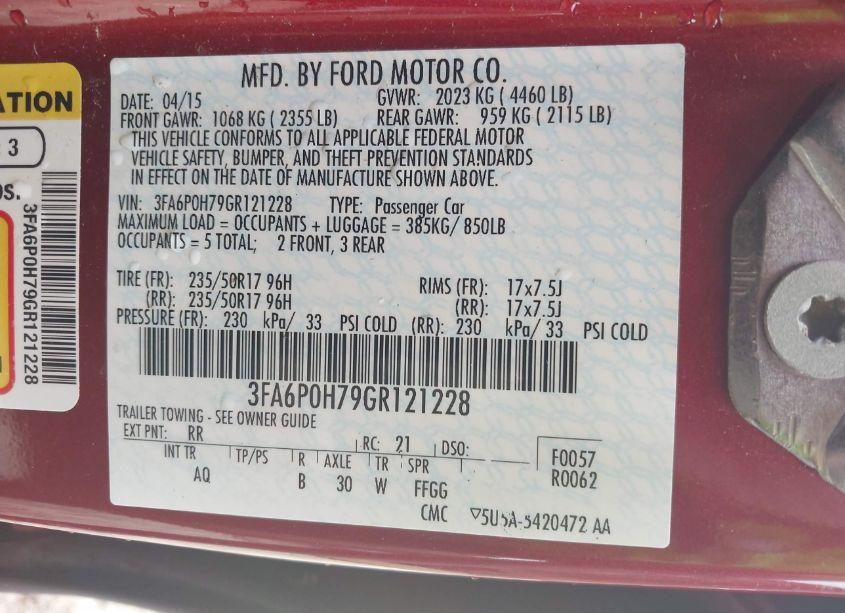 ATION
3
OS.
3FA6P0H79GR121228
MFD. BY FORD MOTOR CO.
DATE: 04/15 GVWR: 2023 KG ( 4460 LB)
FRONT GAWR: 1068 KG ( 2355 LB) REAR GAWR: 959 KG ( 2115 LB)
THIS VEHICLE CONFORMS TO ALL APPLICABLE FEDERAL MOTOR
VEHICLE SAFETY, BUMPER, AND THEFT PREVENTION STANDARDS
IN EFFECT ON THE DATE OF MANUFACTURE SHOWN ABOVE.
VIN: 3FA6P0H79GR121228 TYPE: Passenger Car
MAXIMUM LOAD = OCCUPANTS + LUGGAGE = 385KG/ 850LB
OCCUPANTS = 5 TOTAL; 2 FRONT, 3 REAR
TIRE (FR): 235/50R17 96H RIMS (FR): 17x7.5J
(RR): 235/50R17 96H (RR): 17x7.5J
PRESSURE (FR): 230 kPa/ 33 PSI COLD (RR): 230 kPa/ 33 PSI COLD
3FA6P0H79GR121228
TRAILER TOWING - SEE OWNER GUIDE
EXT PNT: RR RC: 21 DSO: F0057
INT TR TP/PS R AXLE TR SPR R0062
AQ B 30 W FFGG
CMC ▽5U5A-5420472 AA